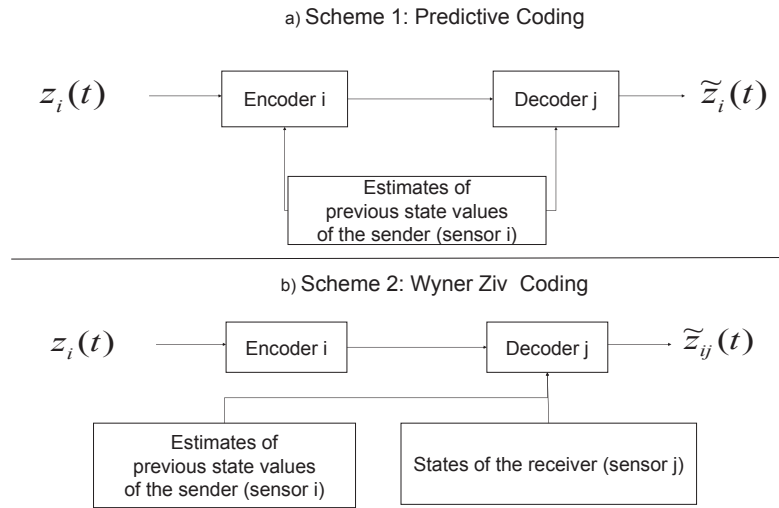 a) Scheme 1: Predictive Coding
z_i(t)
Encoder i
Decoder j
z̃_i(t)
Estimates of
previous state values
of the sender (sensor i)
b) Scheme 2: Wyner Ziv Coding
z_i(t)
Encoder i
Decoder j
z̃_ij(t)
Estimates of
previous state values
of the sender (sensor i)
States of the receiver (sensor j)